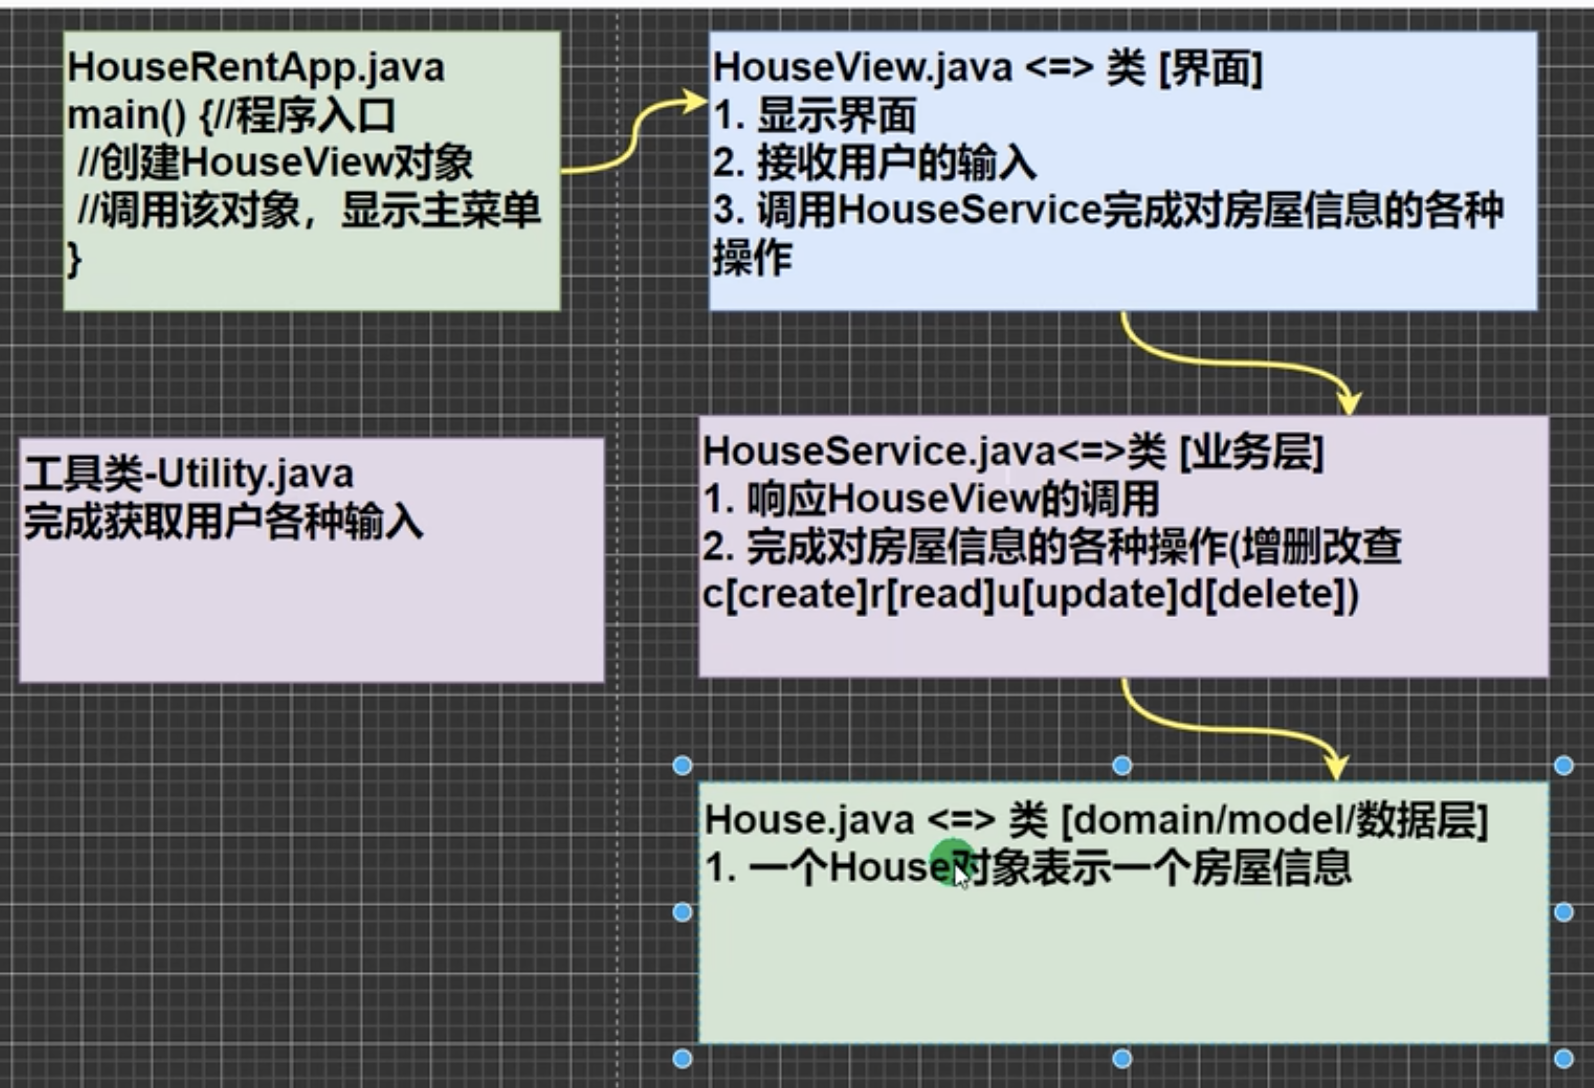 HouseRentApp.java
main() {//程序入口
//创建HouseView对象
//调用该对象，显示主菜单
}
HouseView.java <=> 类 [界面]
1. 显示界面
2. 接收用户的输入
3. 调用HouseService完成对房屋信息的各种
操作
工具类-Utility.java
完成获取用户各种输入
HouseService.java<=>类 [业务层]
1. 响应HouseView的调用
2. 完成对房屋信息的各种操作(增删改查
c[create]r[read]u[update]d[delete])
House.java <=> 类 [domain/model/数据层]
1. 一个House对象表示一个房屋信息